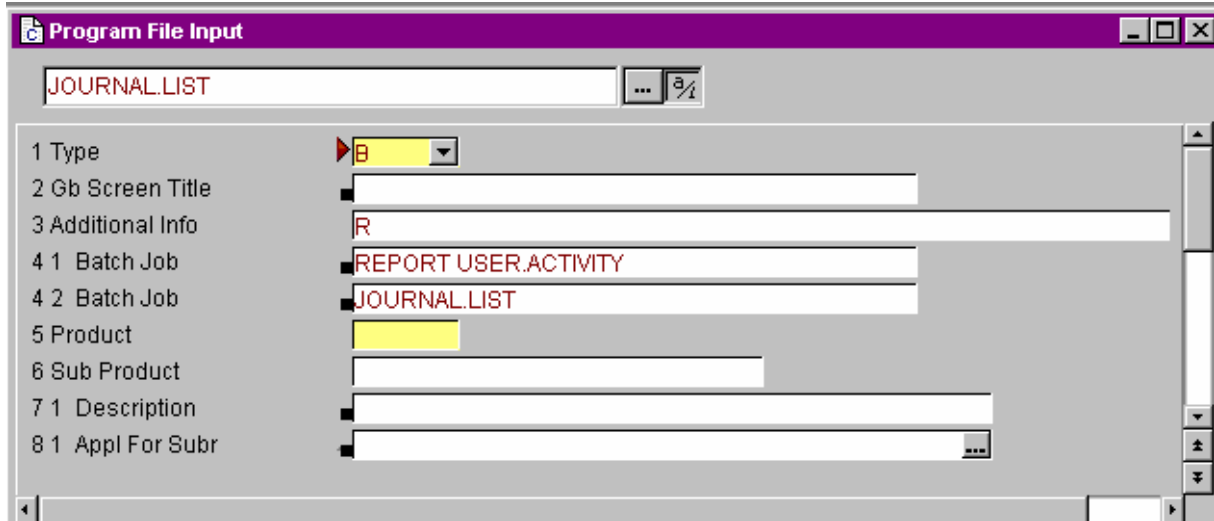 Program File Input
JOURNAL.LIST ... a/i
1 Type B
2 Gb Screen Title
3 Additional Info R
4 1 Batch Job REPORT USER.ACTIVITY
4 2 Batch Job JOURNAL.LIST
5 Product
6 Sub Product
7 1 Description
8 1 Appl For Subr ...